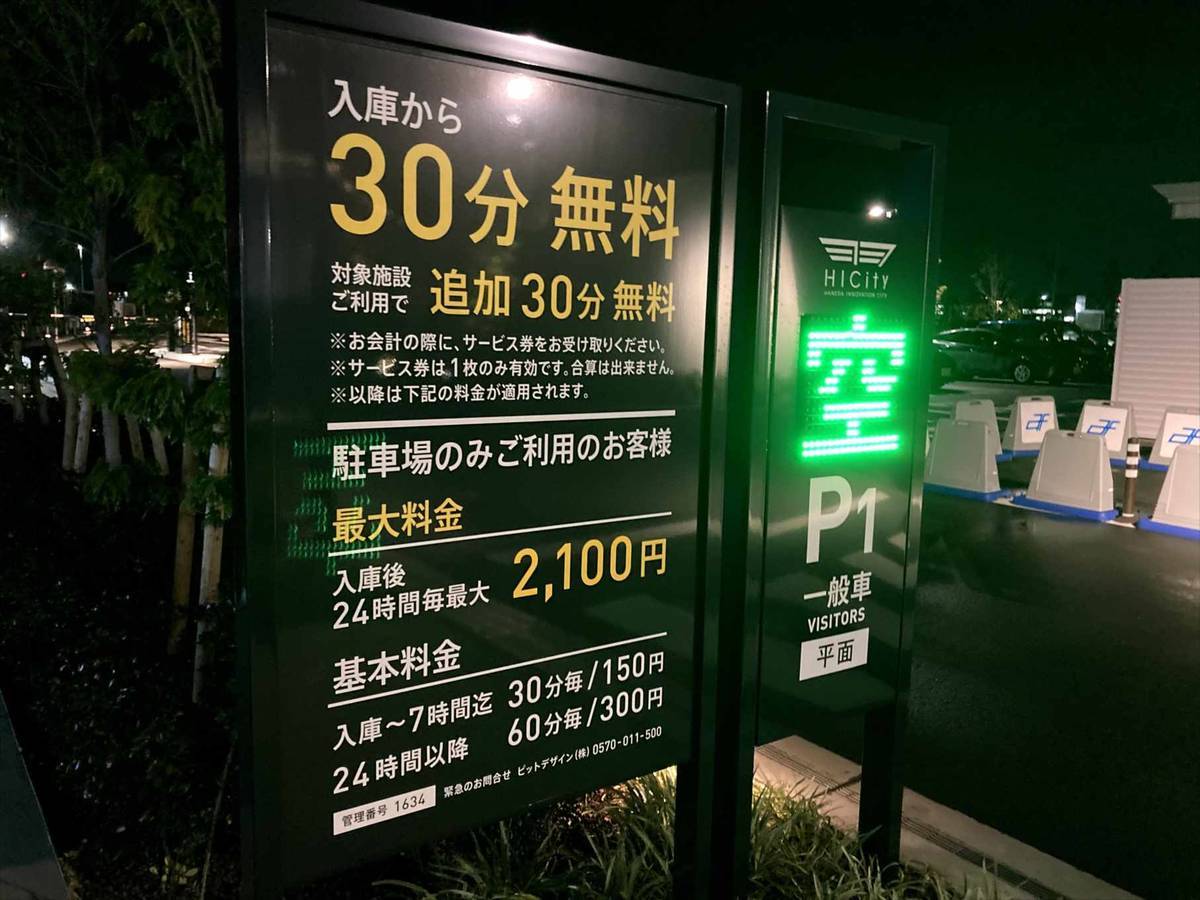 入庫から
30分 無料
対象施設
ご利用で
追加30分 無料
※お会計の際に、サービス券をお受け取りください。
※サービス券は1枚のみ有効です。合算は出来ません。
※以降は下記の料金が適用されます。
駐車場のみご利用のお客様
最大料金
入庫後
24時間毎最大
2,100円
基本料金
入庫～7時間迄 30分毎/150円
24時間以降 60分毎/300円
管理番号 1634 緊急のお問合せ ピットデザイン(株) 0570-011-500
HICity
HANEDA INNOVATION CITY
空
P1
一般車
VISITORS
平面